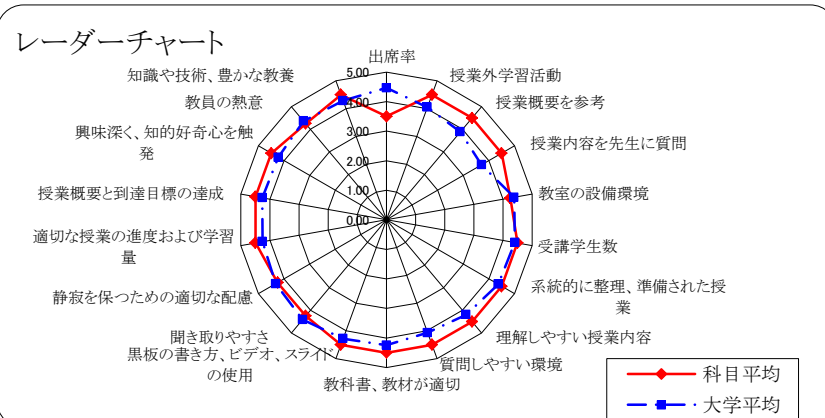 レーダーチャート
出席率
授業外学習活動
授業概要を参考
授業内容を先生に質問
教室の設備環境
受講学生数
系統的に整理、準備された授
業
理解しやすい授業内容
質問しやすい環境
教科書、教材が適切
黒板の書き方、ビデオ、スライド
の使用
聞き取りやすさ
静寂を保つための適切な配慮
適切な授業の進度および学習
量
授業概要と到達目標の達成
興味深く、知的好奇心を触
発
教員の熱意
知識や技術、豊かな教養
5.00
4.00
3.00
2.00
1.00
0.00
科目平均
大学平均